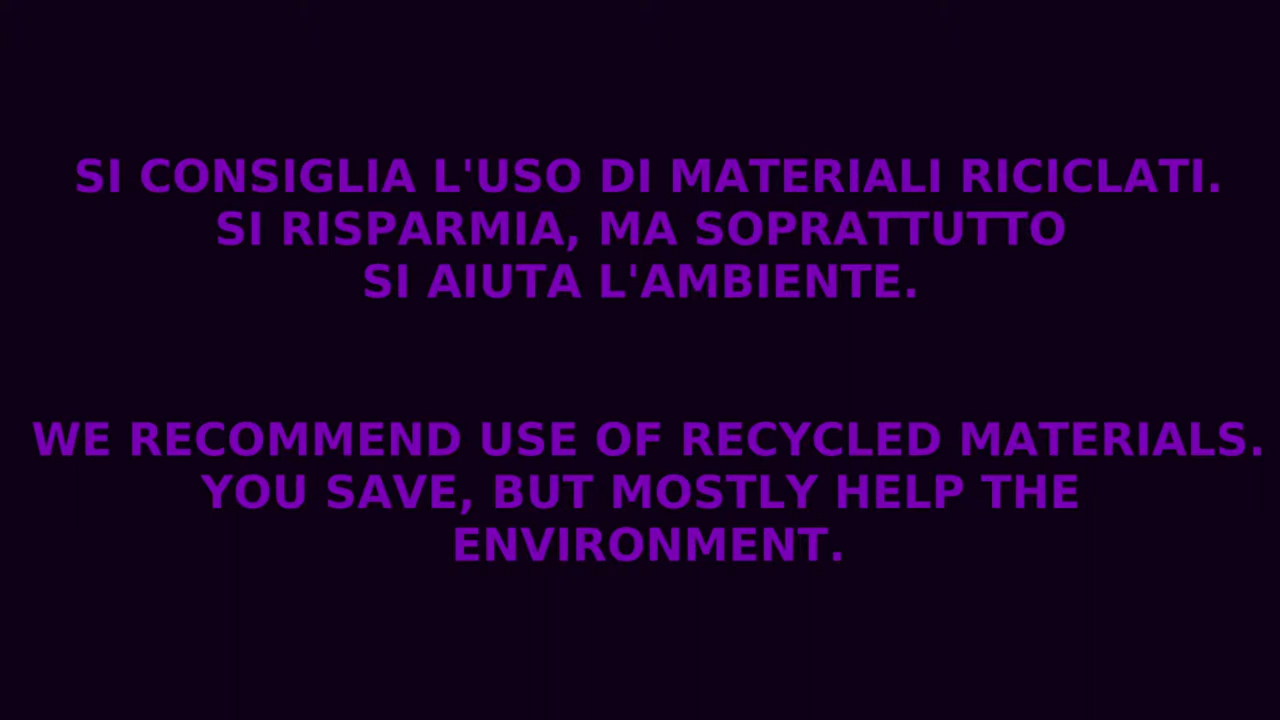 SI CONSIGLIA L'USO DI MATERIALI RICICLATI.
SI RISPARMIA, MA SOPRATTUTTO
SI AIUTA L'AMBIENTE.
WE RECOMMEND USE OF RECYCLED MATERIALS.
YOU SAVE, BUT MOSTLY HELP THE
ENVIRONMENT.